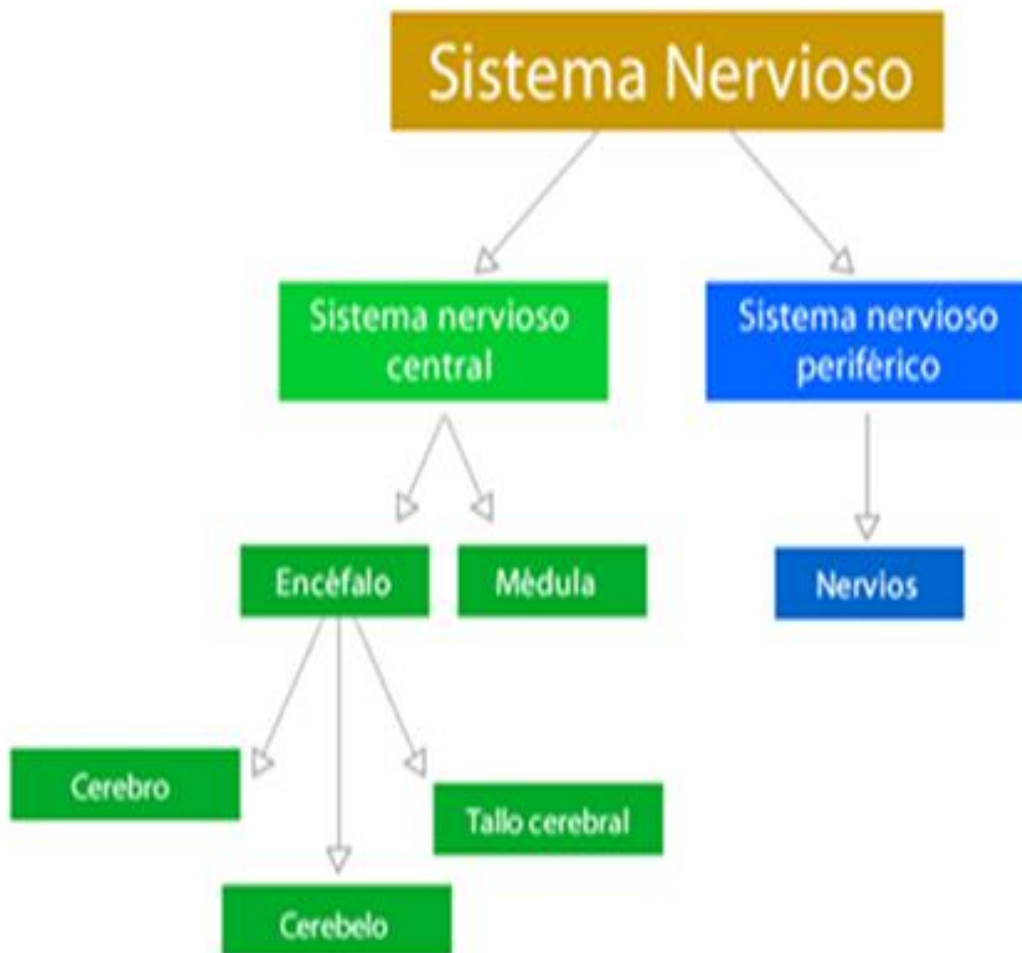 Sistema Nervioso
Sistema nervioso
central
Sistema nervioso
periférico
Encéfalo
Médula
Nervios
Cerebro
Tallo cerebral
Cerebelo